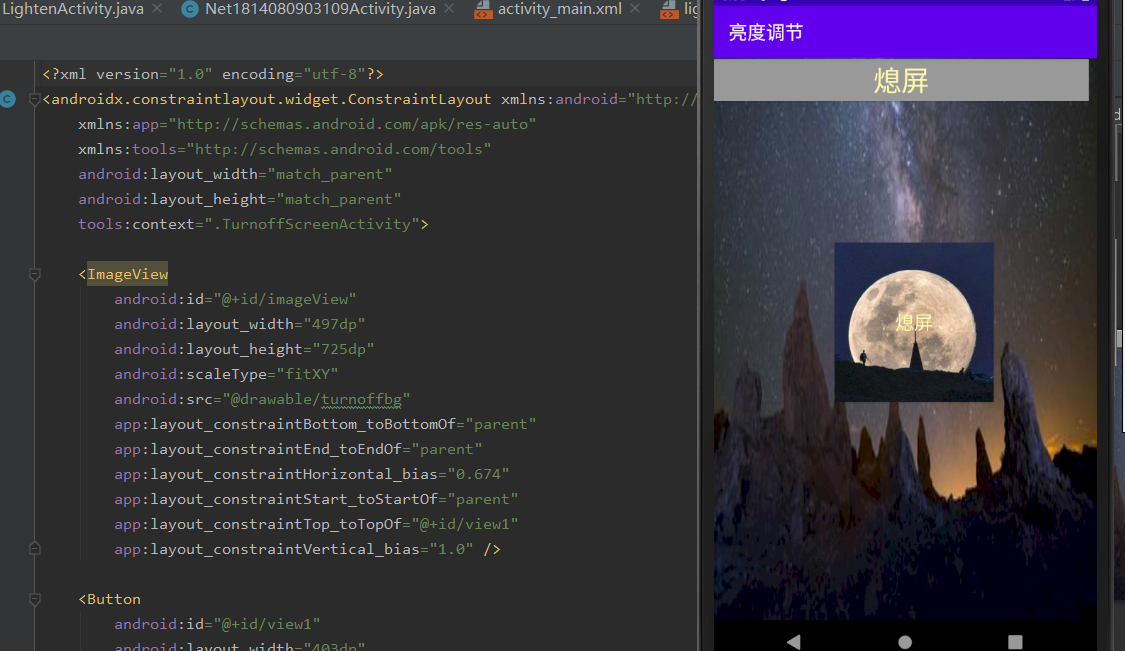 LightenActivity.java
Net1814080903109Activity.java
activity_main.xml
lig
<?xml version="1.0" encoding="utf-8"?>
<androidx.constraintlayout.widget.ConstraintLayout xmlns:android="http://
xmlns:app="http://schemas.android.com/apk/res-auto"
xmlns:tools="http://schemas.android.com/tools"
android:layout_width="match_parent"
android:layout_height="match_parent"
tools:context=".TurnoffScreenActivity">
<ImageView
android:id="@+id/imageView"
android:layout_width="497dp"
android:layout_height="725dp"
android:scaleType="fitXY"
android:src="@drawable/turnoffbg"
app:layout_constraintBottom_toBottomOf="parent"
app:layout_constraintEnd_toEndOf="parent"
app:layout_constraintHorizontal_bias="0.674"
app:layout_constraintStart_toStartOf="parent"
app:layout_constraintTop_toTopOf="@+id/view1"
app:layout_constraintVertical_bias="1.0" />
<Button
android:id="@+id/view1"
android:layout_width="403dp"
亮度调节
熄屏
熄屏